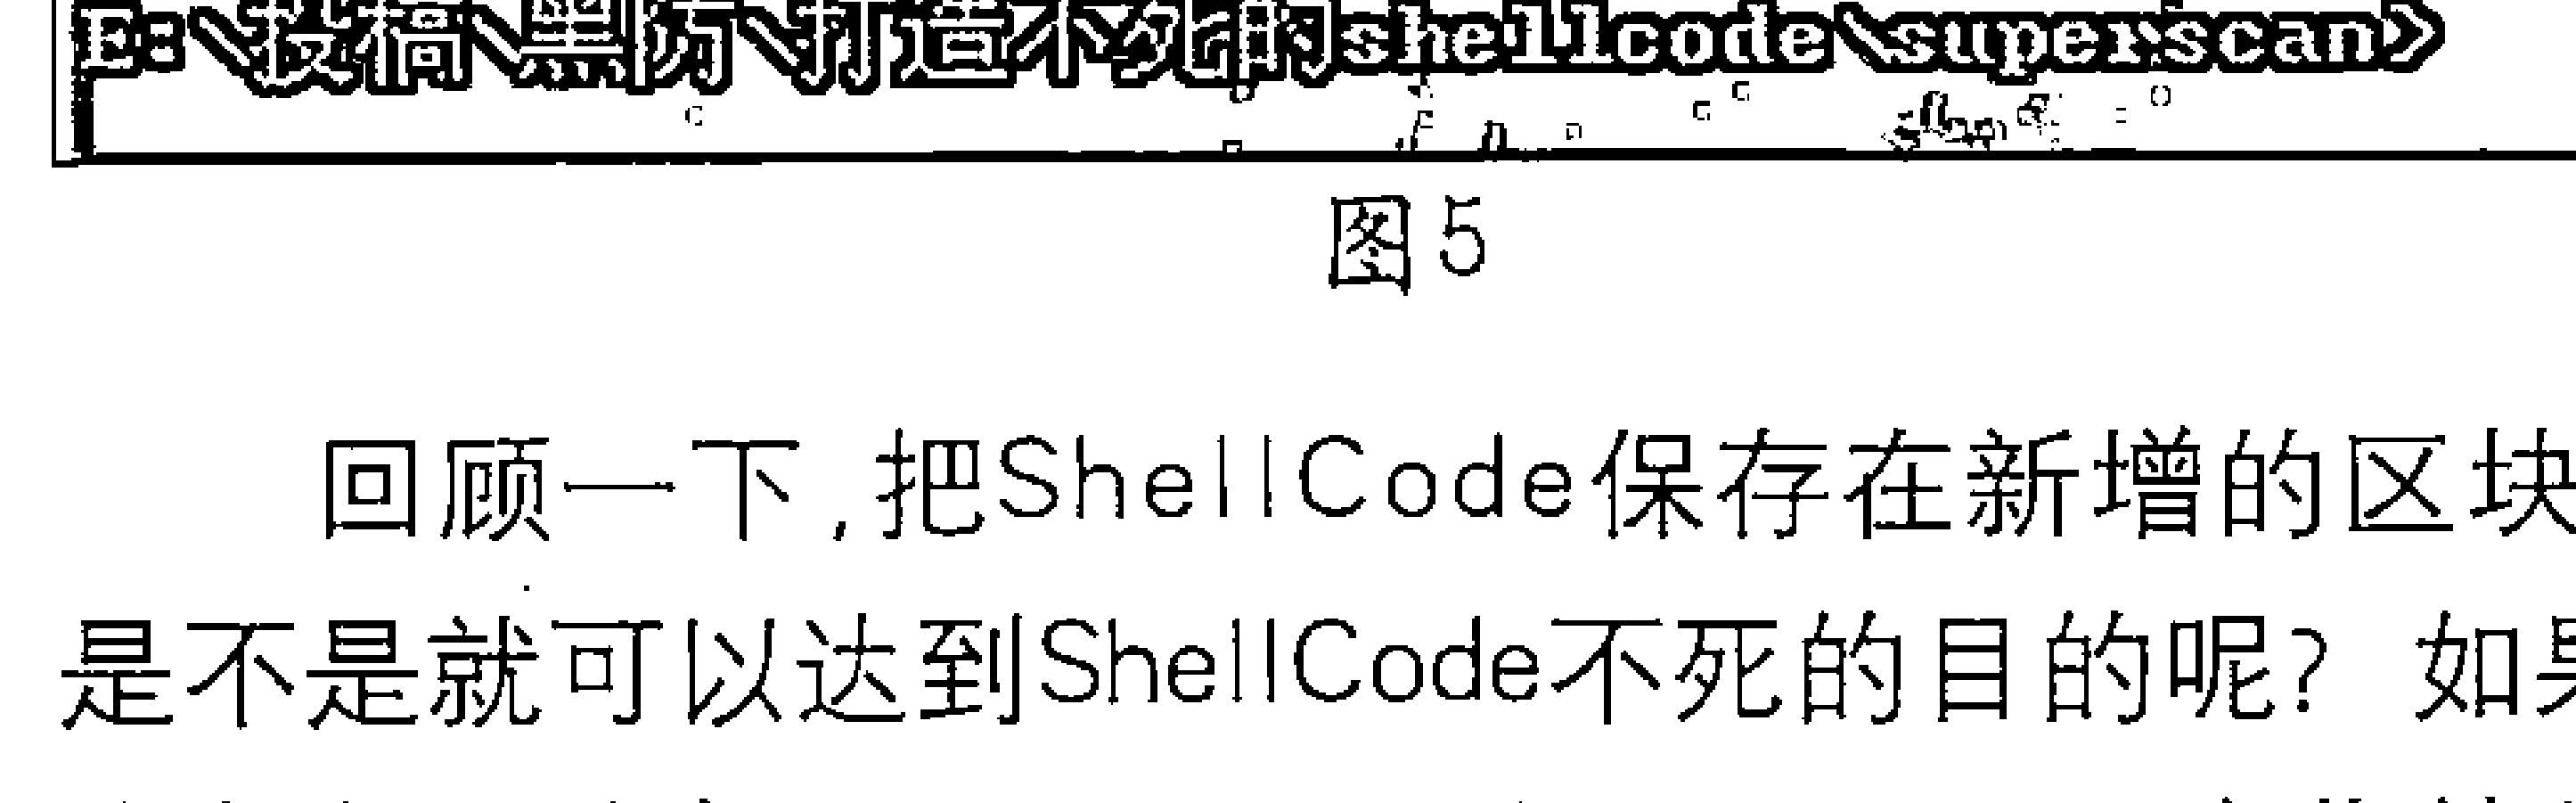 E:\投稿\黑防\打造不死的shellcode\superscan>
图5
回顾一下,把ShellCode保存在新增的区块
是不是就可以达到ShellCode不死的目的呢? 如果